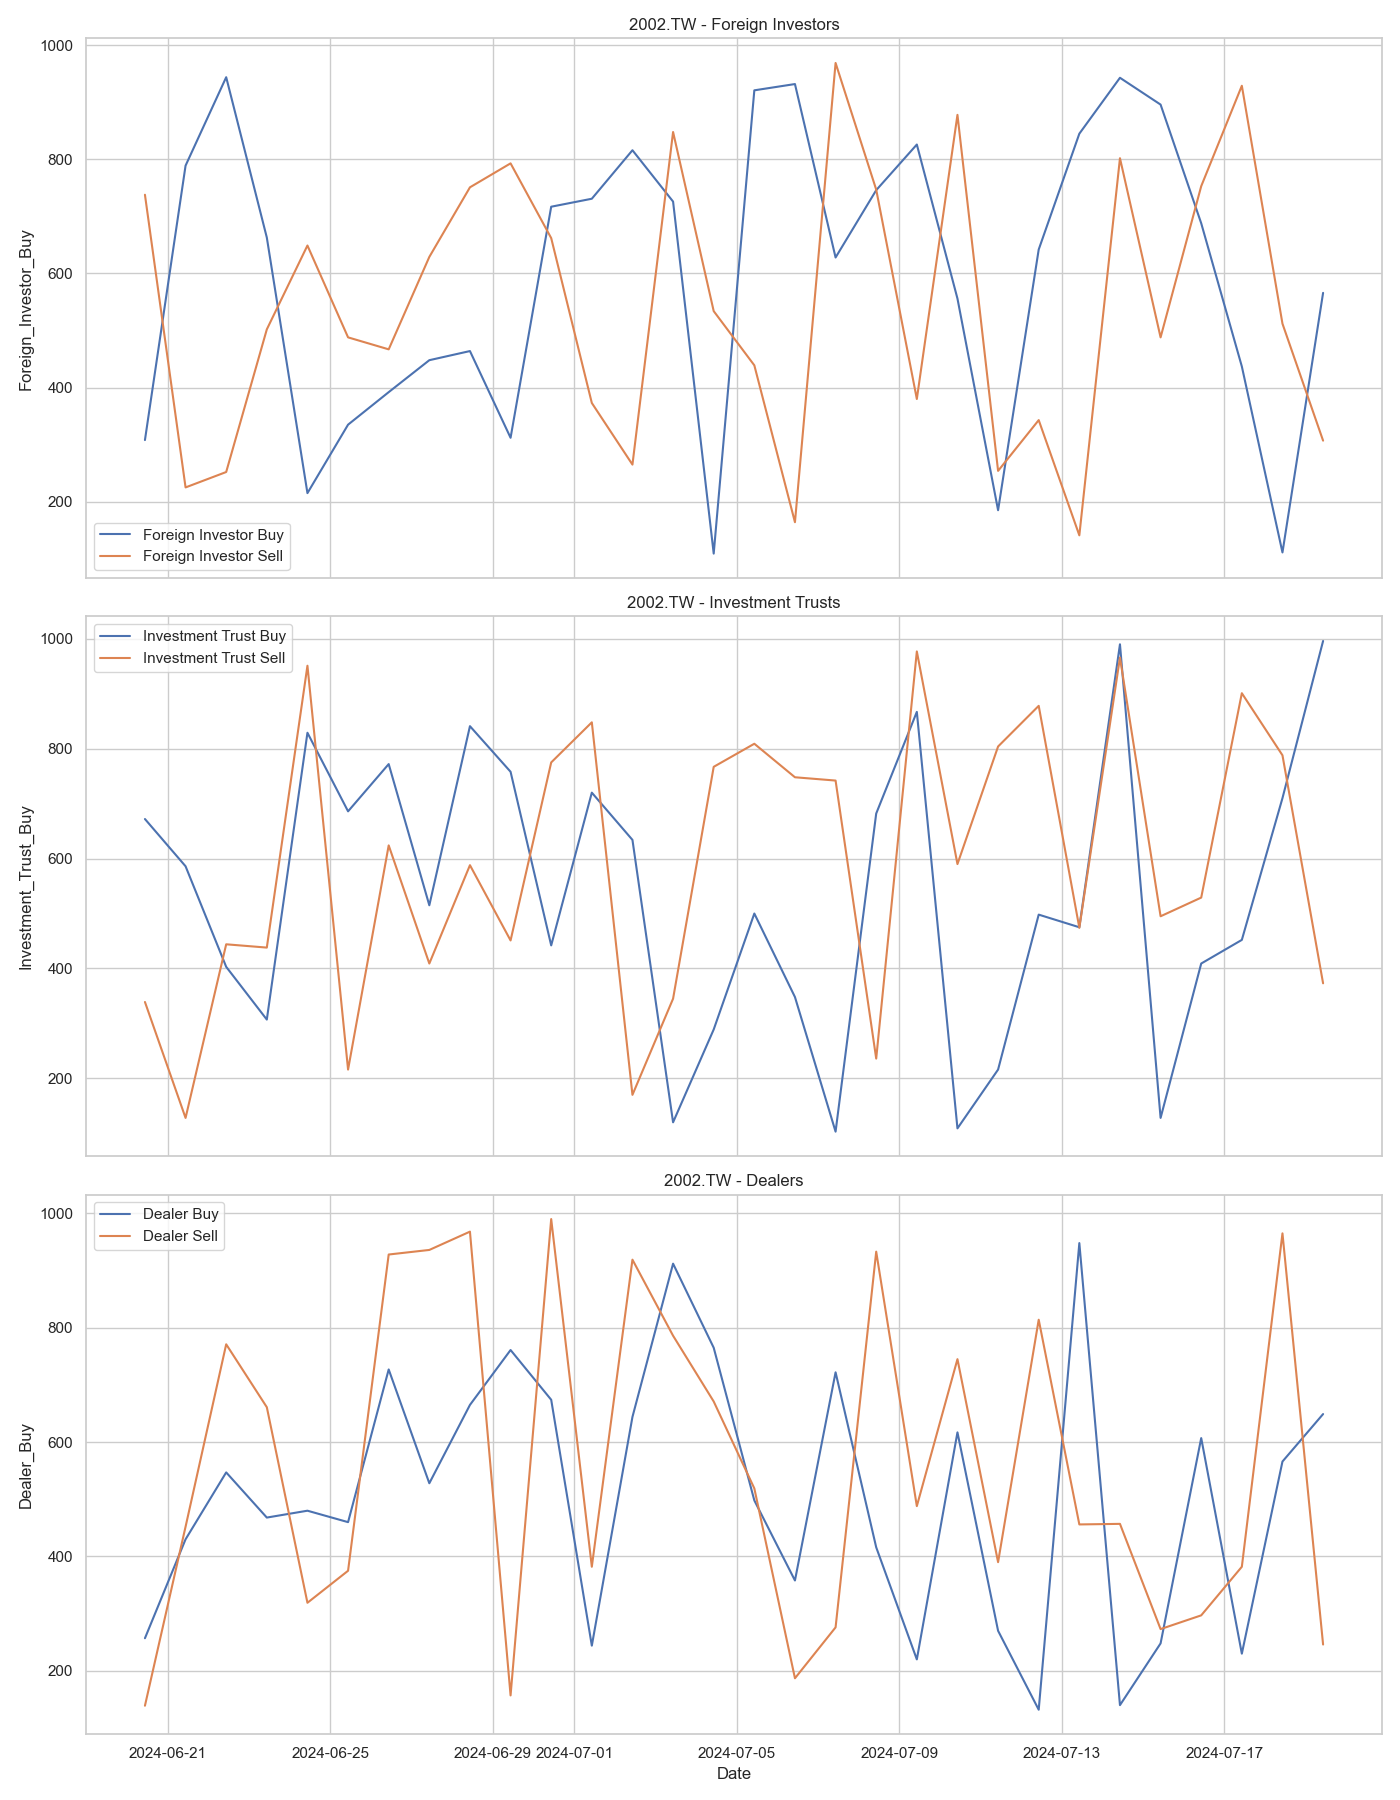 2002.TW - Foreign Investors
1000
800
600
400
200
Foreign_Investor_Buy
Foreign Investor Buy
Foreign Investor Sell
2002.TW - Investment Trusts
1000
800
600
400
200
Investment_Trust_Buy
Investment Trust Buy
Investment Trust Sell
2002.TW - Dealers
1000
800
600
400
200
Dealer_Buy
Dealer Buy
Dealer Sell
2024-06-21 2024-06-25 2024-06-29 2024-07-01 2024-07-05 2024-07-09 2024-07-13 2024-07-17
Date